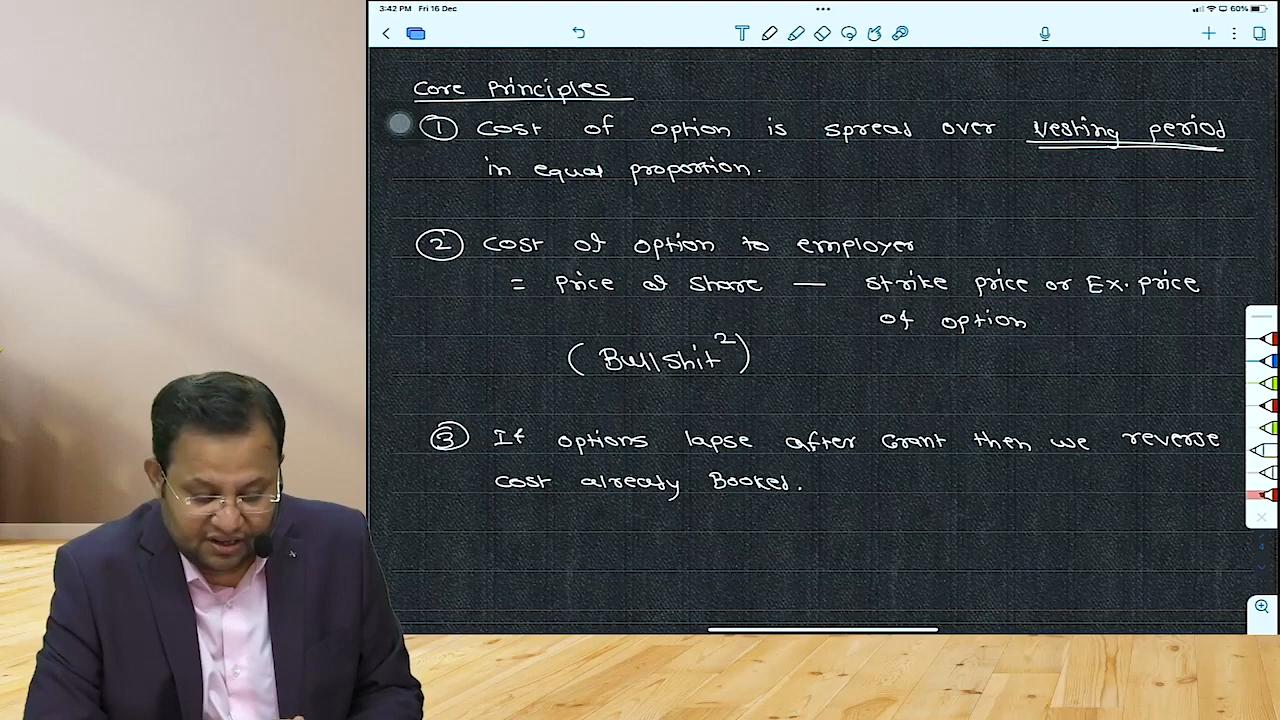 3:42 PM Fri 16 Dec
60%
T
Core Principles
① Cost of option is spread over vesting period
in equal proportion.
② Cost of option to employer
= Price of share — strike price or Ex. price
of option
(Bullshit²)
③ If options lapse after Grant then we reverse
cost already Booked.
4